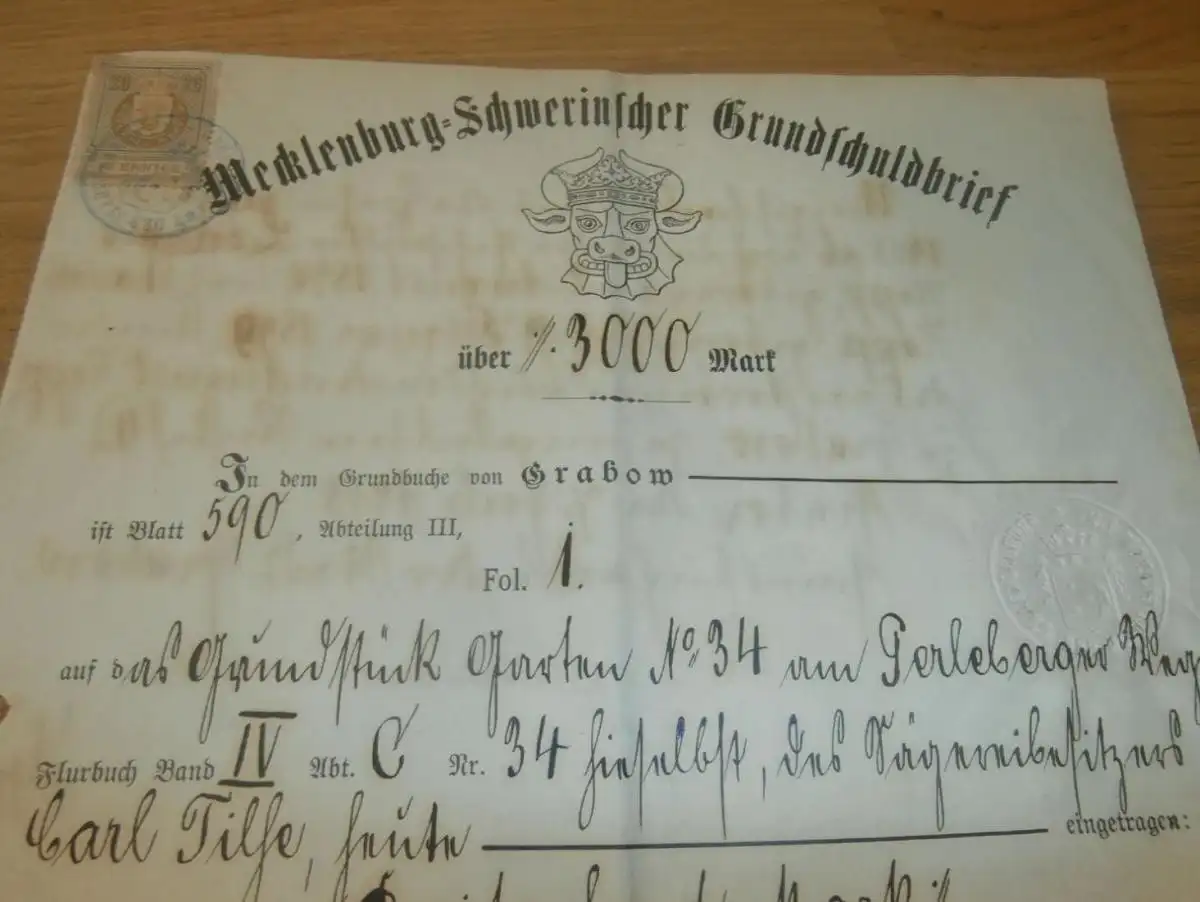 Mecklenburg-Schwerinscher Grundschuldbrief
über ./. 3000 Mark
In dem Grundbuche von Grabow
ist Blatt 590, Abteilung III,
Fol. 1.
auf das Grundstück Garten No 34 am Perleberger Weg
Flurbuch Band IV Abt. C Nr. 34 hieselbst, des Sägereibesitzers
Carl Tilse, heute eingetragen: